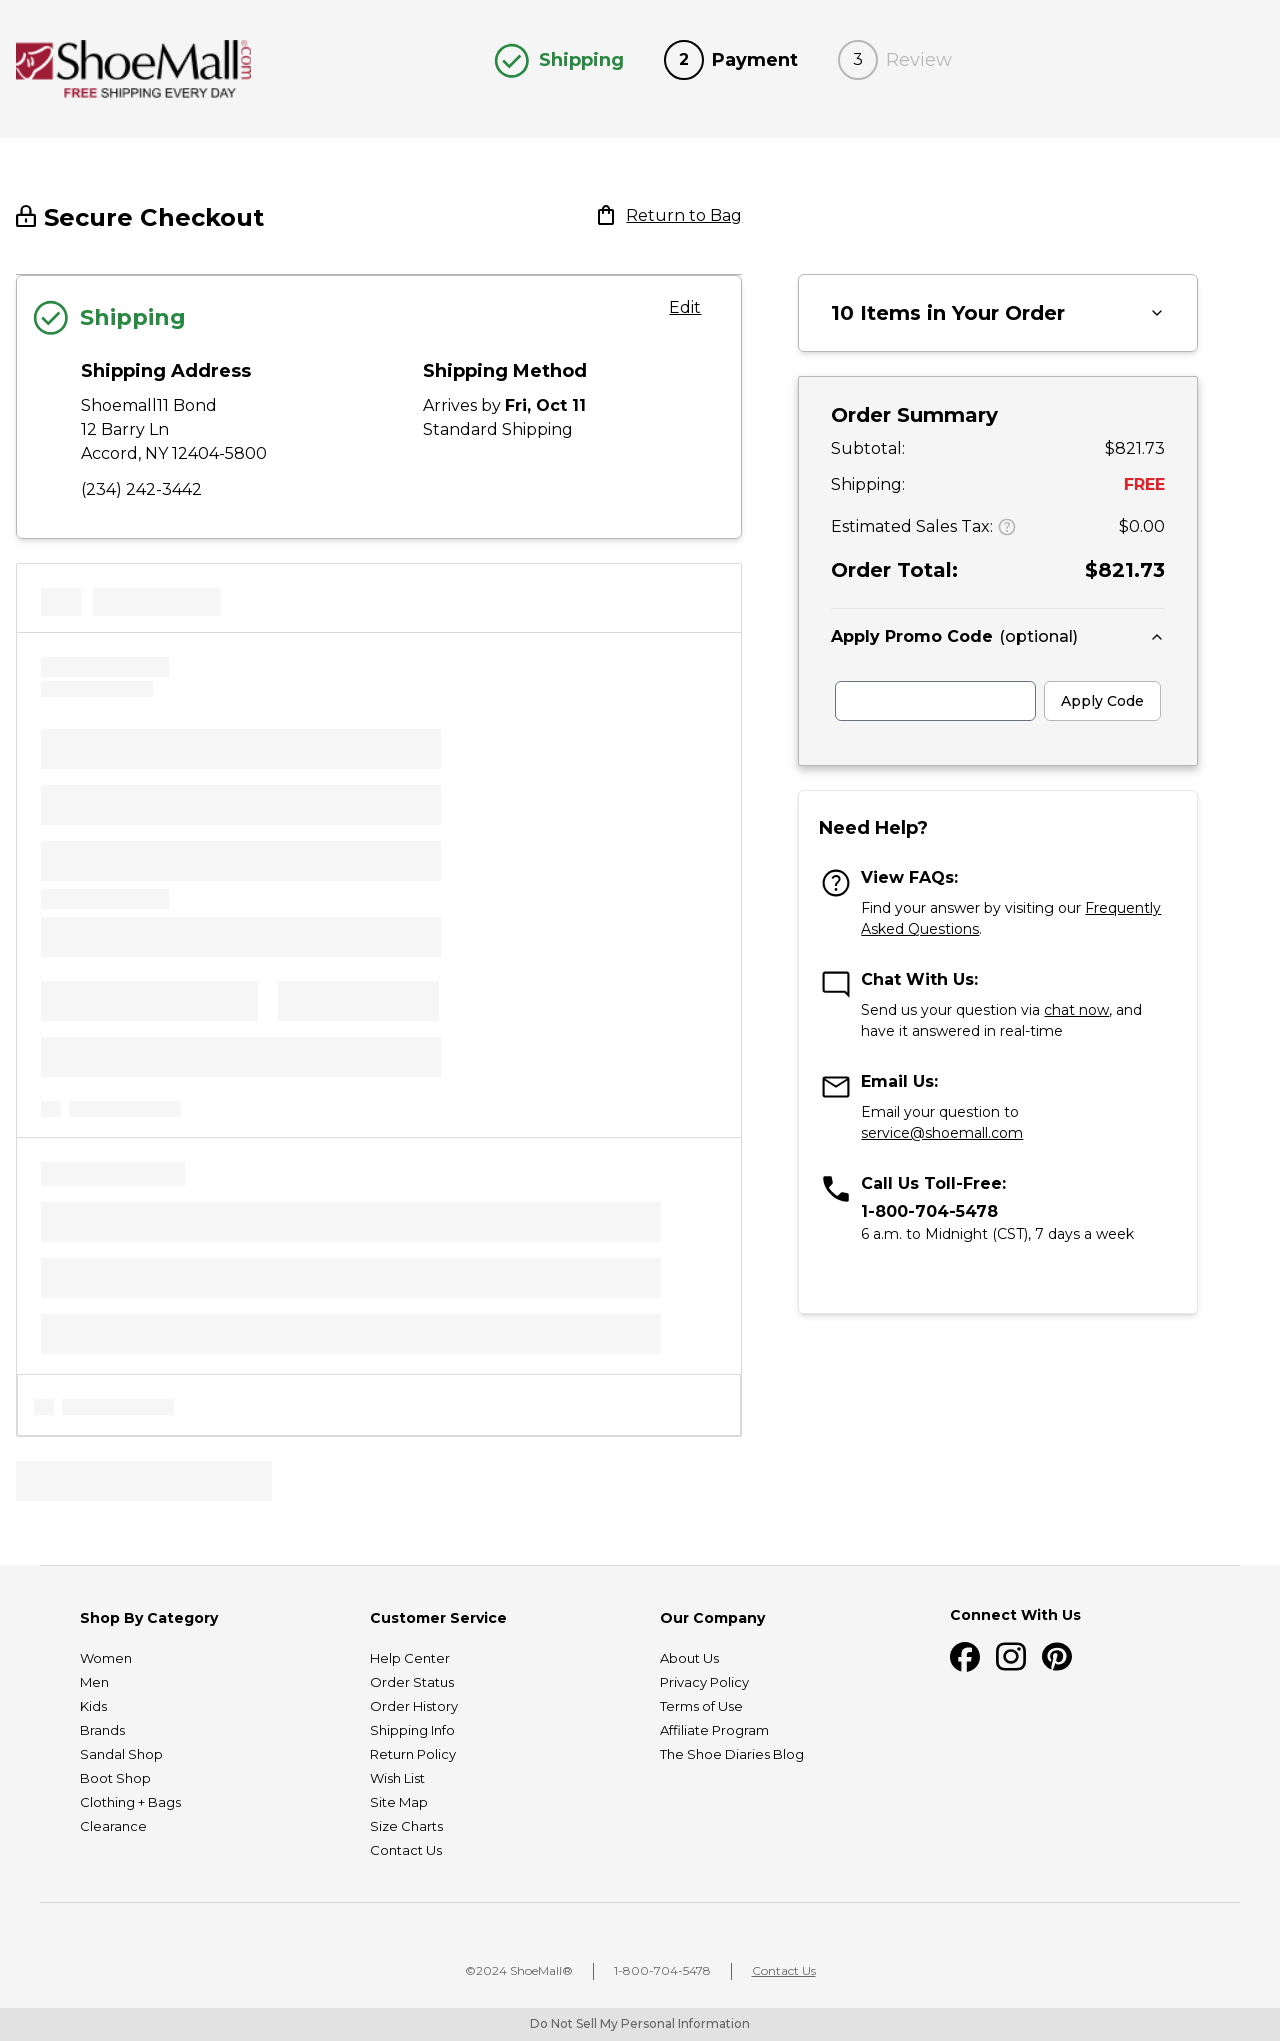 ShoeMall.com
FREE SHIPPING EVERY DAY
Shipping
2 Payment
3 Review
Secure Checkout
Return to Bag
Shipping
Edit
Shipping Address
Shoemall11 Bond
12 Barry Ln
Accord, NY 12404-5800
(234) 242-3442
Shipping Method
Arrives by Fri, Oct 11
Standard Shipping
10 Items in Your Order
Order Summary
Subtotal: $821.73
Shipping: FREE
Estimated Sales Tax: ? $0.00
Order Total: $821.73
Apply Promo Code (optional)
Apply Code
Need Help?
View FAQs:
Find your answer by visiting our Frequently
Asked Questions.
Chat With Us:
Send us your question via chat now, and
have it answered in real-time
Email Us:
Email your question to
service@shoemall.com
Call Us Toll-Free:
1-800-704-5478
6 a.m. to Midnight (CST), 7 days a week
Shop By Category
Women
Men
Kids
Brands
Sandal Shop
Boot Shop
Clothing + Bags
Clearance
Customer Service
Help Center
Order Status
Order History
Shipping Info
Return Policy
Wish List
Site Map
Size Charts
Contact Us
Our Company
About Us
Privacy Policy
Terms of Use
Affiliate Program
The Shoe Diaries Blog
Connect With Us
©2024 ShoeMall®
1-800-704-5478
Contact Us
Do Not Sell My Personal Information